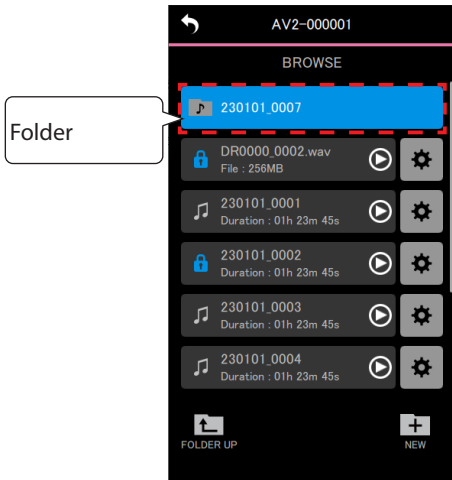 AV2-000001
BROWSE
Folder
230101_0007
DR0000_0002.wav
File : 256MB
230101_0001
Duration : 01h 23m 45s
230101_0002
Duration : 01h 23m 45s
230101_0003
Duration : 01h 23m 45s
230101_0004
Duration : 01h 23m 45s
FOLDER UP
NEW